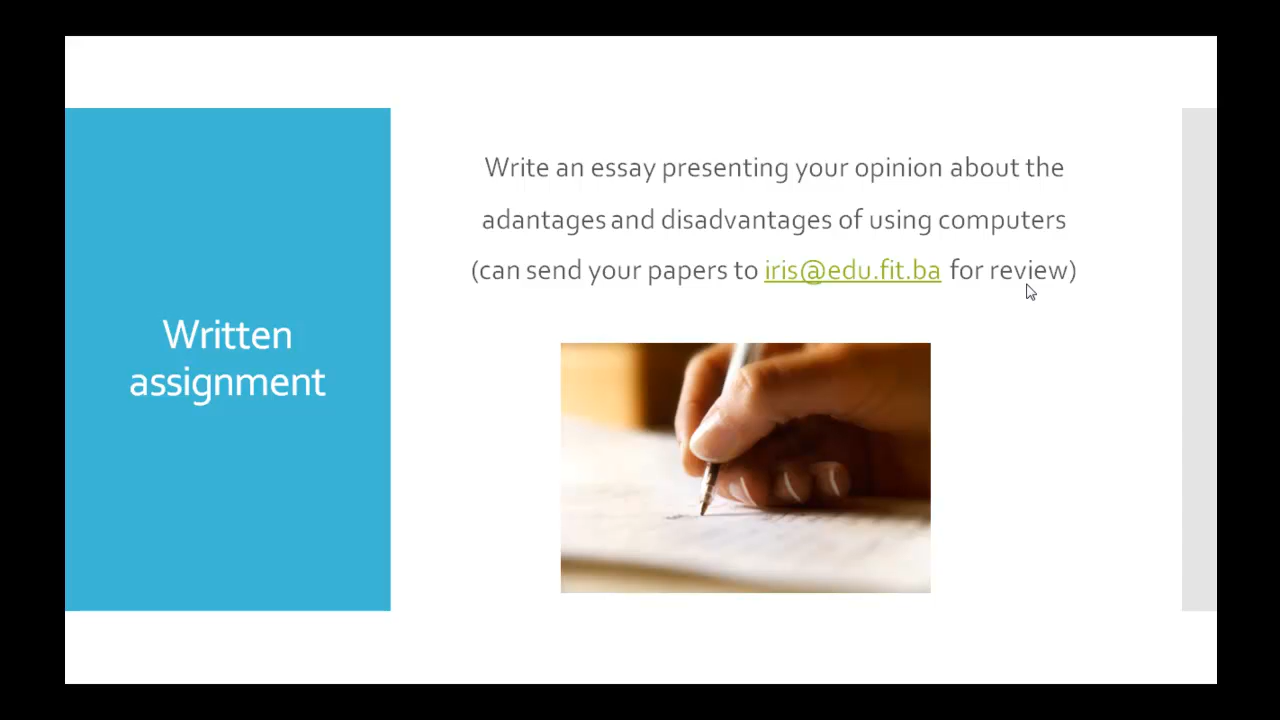 Written
assignment
Write an essay presenting your opinion about the
adantages and disadvantages of using computers
(can send your papers to iris@edu.fit.ba for review)